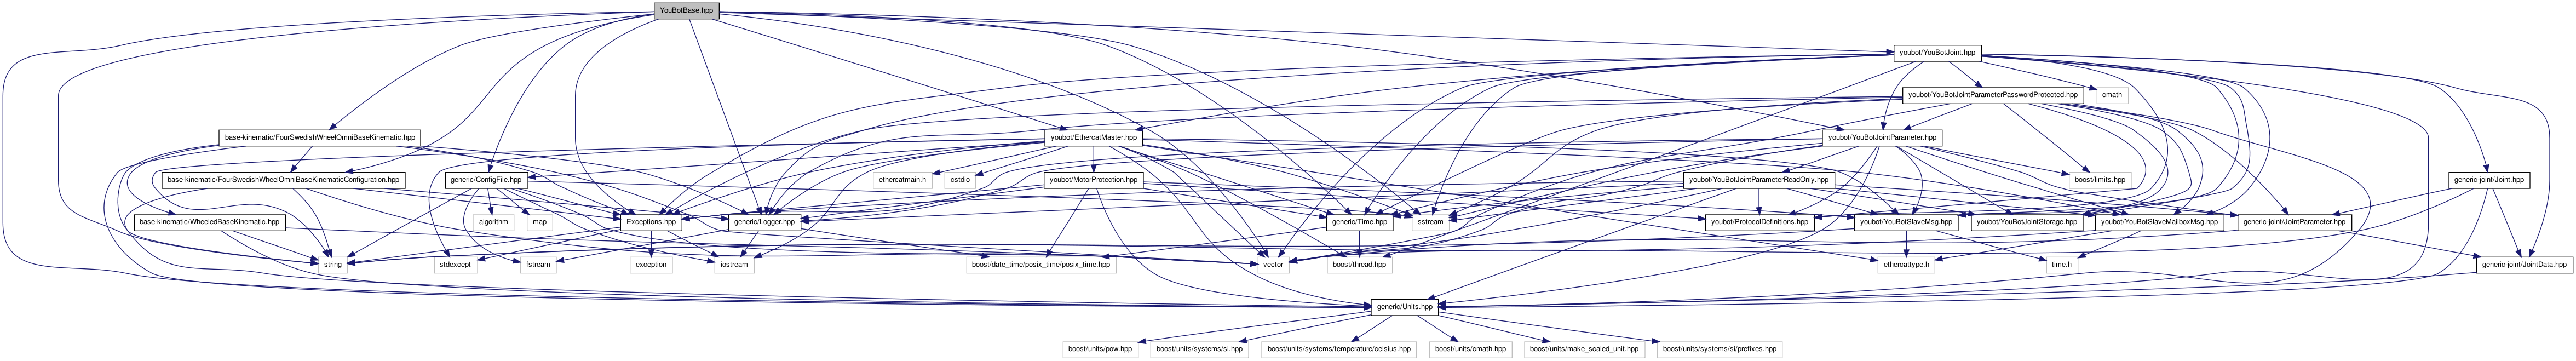 YouBotBase.hpp
youbot/YouBotJoint.hpp
youbot/YouBotJointParameterPasswordProtected.hpp
cmath
base-kinematic/FourSwedishWheelOmniBaseKinematic.hpp
youbot/EthercatMaster.hpp
youbot/YouBotJointParameter.hpp
base-kinematic/FourSwedishWheelOmniBaseKinematicConfiguration.hpp
generic/ConfigFile.hpp
ethercatmain.h
cstdio
youbot/MotorProtection.hpp
youbot/YouBotJointParameterReadOnly.hpp
boost/limits.hpp
generic-joint/Joint.hpp
base-kinematic/WheeledBaseKinematic.hpp
algorithm
map
Exceptions.hpp
generic/Logger.hpp
generic/Time.hpp
sstream
youbot/ProtocolDefinitions.hpp
youbot/YouBotSlaveMsg.hpp
youbot/YouBotJointStorage.hpp
youbot/YouBotSlaveMailboxMsg.hpp
generic-joint/JointParameter.hpp
string
stdexcept
fstream
exception
iostream
boost/date_time/posix_time/posix_time.hpp
vector
boost/thread.hpp
ethercattype.h
time.h
generic-joint/JointData.hpp
generic/Units.hpp
boost/units/pow.hpp
boost/units/systems/si.hpp
boost/units/systems/temperature/celsius.hpp
boost/units/cmath.hpp
boost/units/make_scaled_unit.hpp
boost/units/systems/si/prefixes.hpp